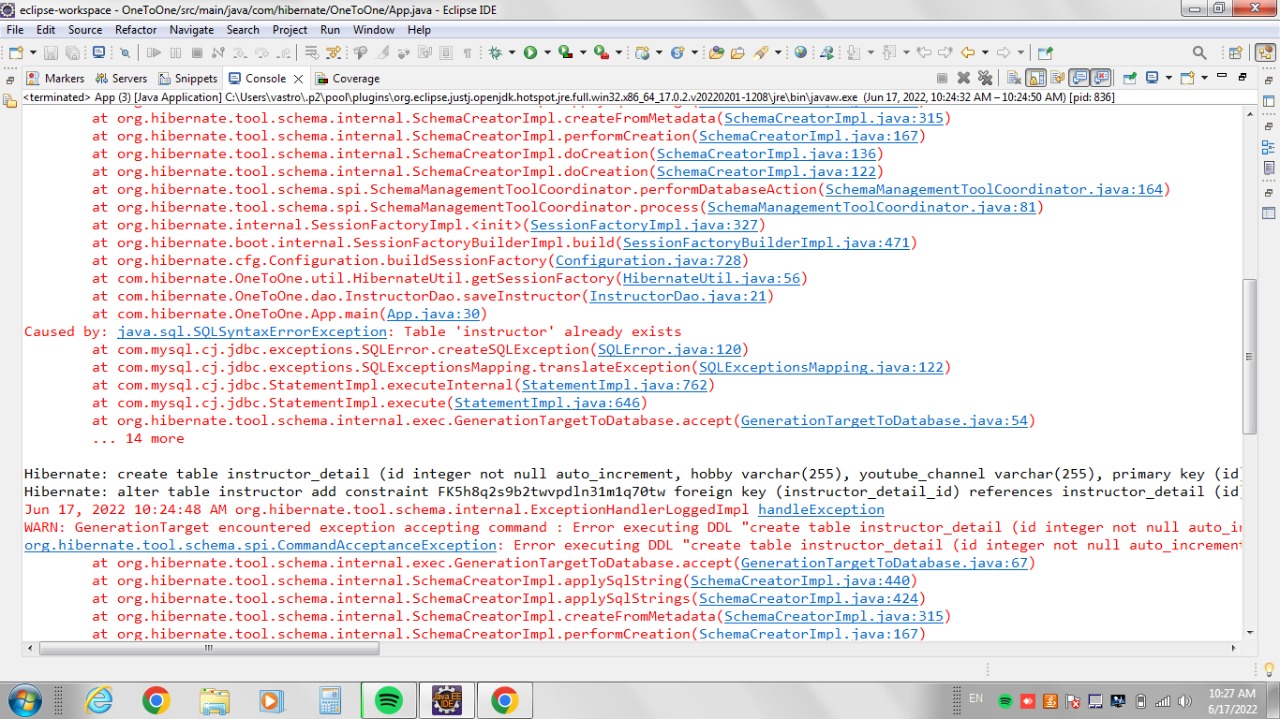 eclipse-workspace - OneToOne/src/main/java/com/hibernate/OneToOne/App.java - Eclipse IDE
File Edit Source Refactor Navigate Search Project Run Window Help
Markers Servers Snippets Console Coverage
<terminated> App (3) [Java Application] C:\Users\vastro\.p2\pool\plugins\org.eclipse.justj.openjdk.hotspot.jre.full.win32.x86_64_17.0.2.v20220201-1208\jre\bin\javaw.exe (Jun 17, 2022, 10:24:32 AM – 10:24:50 AM) [pid: 836]
at org.hibernate.tool.schema.internal.SchemaCreatorImpl.createFromMetadata(SchemaCreatorImpl.java:315)
at org.hibernate.tool.schema.internal.SchemaCreatorImpl.performCreation(SchemaCreatorImpl.java:167)
at org.hibernate.tool.schema.internal.SchemaCreatorImpl.doCreation(SchemaCreatorImpl.java:136)
at org.hibernate.tool.schema.internal.SchemaCreatorImpl.doCreation(SchemaCreatorImpl.java:122)
at org.hibernate.tool.schema.spi.SchemaManagementToolCoordinator.performDatabaseAction(SchemaManagementToolCoordinator.java:164)
at org.hibernate.tool.schema.spi.SchemaManagementToolCoordinator.process(SchemaManagementToolCoordinator.java:81)
at org.hibernate.internal.SessionFactoryImpl.<init>(SessionFactoryImpl.java:327)
at org.hibernate.boot.internal.SessionFactoryBuilderImpl.build(SessionFactoryBuilderImpl.java:471)
at org.hibernate.cfg.Configuration.buildSessionFactory(Configuration.java:728)
at com.hibernate.OneToOne.util.HibernateUtil.getSessionFactory(HibernateUtil.java:56)
at com.hibernate.OneToOne.dao.InstructorDao.saveInstructor(InstructorDao.java:21)
at com.hibernate.OneToOne.App.main(App.java:30)
Caused by: java.sql.SQLSyntaxErrorException: Table 'instructor' already exists
at com.mysql.cj.jdbc.exceptions.SQLError.createSQLException(SQLError.java:120)
at com.mysql.cj.jdbc.exceptions.SQLExceptionsMapping.translateException(SQLExceptionsMapping.java:122)
at com.mysql.cj.jdbc.StatementImpl.executeInternal(StatementImpl.java:762)
at com.mysql.cj.jdbc.StatementImpl.execute(StatementImpl.java:646)
at org.hibernate.tool.schema.internal.exec.GenerationTargetToDatabase.accept(GenerationTargetToDatabase.java:54)
... 14 more
Hibernate: create table instructor_detail (id integer not null auto_increment, hobby varchar(255), youtube_channel varchar(255), primary key (id
Hibernate: alter table instructor add constraint FK5h8q2s9b2twvpdln31m1q70tw foreign key (instructor_detail_id) references instructor_detail (id
Jun 17, 2022 10:24:48 AM org.hibernate.tool.schema.internal.ExceptionHandlerLoggedImpl handleException
WARN: GenerationTarget encountered exception accepting command : Error executing DDL "create table instructor_detail (id integer not null auto_in
org.hibernate.tool.schema.spi.CommandAcceptanceException: Error executing DDL "create table instructor_detail (id integer not null auto_increment
at org.hibernate.tool.schema.internal.exec.GenerationTargetToDatabase.accept(GenerationTargetToDatabase.java:67)
at org.hibernate.tool.schema.internal.SchemaCreatorImpl.applySqlString(SchemaCreatorImpl.java:440)
at org.hibernate.tool.schema.internal.SchemaCreatorImpl.applySqlStrings(SchemaCreatorImpl.java:424)
at org.hibernate.tool.schema.internal.SchemaCreatorImpl.createFromMetadata(SchemaCreatorImpl.java:315)
at org.hibernate.tool.schema.internal.SchemaCreatorImpl.performCreation(SchemaCreatorImpl.java:167)
Java EE IDE
EN
10:27 AM
6/17/2022